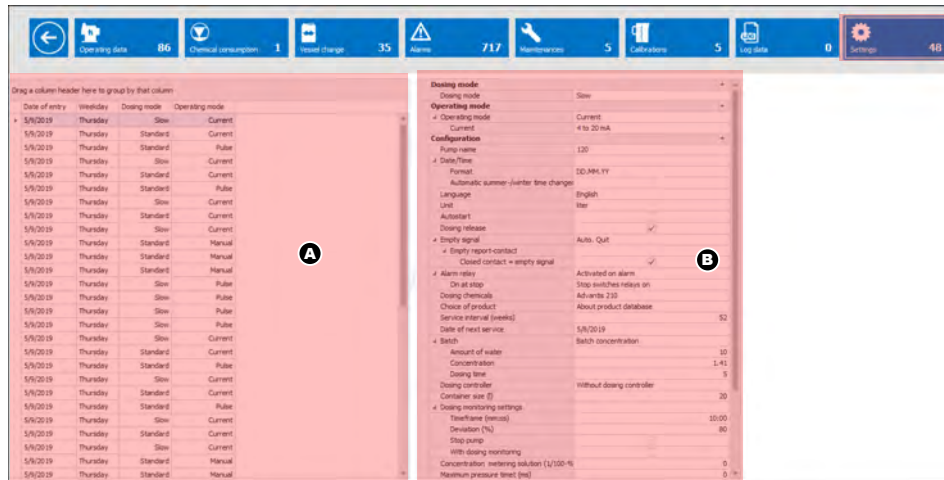 Operating data 86
Chemical consumption 1
Vessel change 35
Alarms 717
Maintenances 5
Calibrations 5
Log data 0
Settings 48
Drag a column header here to group by that column
Date of entry Weekday Dosing mode Operating mode
5/9/2019 Thursday Slow Current
5/9/2019 Thursday Standard Current
5/9/2019 Thursday Standard Pulse
5/9/2019 Thursday Slow Current
5/9/2019 Thursday Standard Current
5/9/2019 Thursday Standard Pulse
5/9/2019 Thursday Slow Current
5/9/2019 Thursday Standard Current
5/9/2019 Thursday Slow Current
5/9/2019 Thursday Standard Manual
5/9/2019 Thursday Standard Manual
5/9/2019 Thursday Standard Manual
5/9/2019 Thursday Slow Pulse
5/9/2019 Thursday Slow Pulse
5/9/2019 Thursday Slow Pulse
5/9/2019 Thursday Slow Pulse
5/9/2019 Thursday Slow Current
5/9/2019 Thursday Standard Current
5/9/2019 Thursday Standard Pulse
5/9/2019 Thursday Slow Current
5/9/2019 Thursday Standard Current
5/9/2019 Thursday Standard Pulse
5/9/2019 Thursday Slow Current
5/9/2019 Thursday Standard Current
5/9/2019 Thursday Slow Current
5/9/2019 Thursday Standard Manual
5/9/2019 Thursday Standard Manual
A
Dosing mode
Dosing mode Slow
Operating mode
Operating mode Current
Current 4 to 20 mA
Configuration
Pump name 120
Date/Time
Format DD.MM.YY
Automatic summer-/winter time changer
Language English
Unit liter
Autostart
Dosing release
Empty signal Auto. Quit
Empty report-contact
Closed contact = empty signal
Alarm relay Activated on alarm
On at stop Stop switches relays on
Dosing chemicals Advantis 210
Choice of product About product database
Service interval (weeks) 52
Date of next service 5/9/2019
Batch Batch concentration
Amount of water 10
Concentration 1.41
Dosing time 5
Dosing controller Without dosing controller
Container size (l) 20
Dosing monitoring settings
Timeframe (mm:ss) 10:00
Deviation (%) 80
Stop pump
With dosing monitoring
Concentration metering solution (1/100-% 0
Maximum pressure timet (ms) 0
B